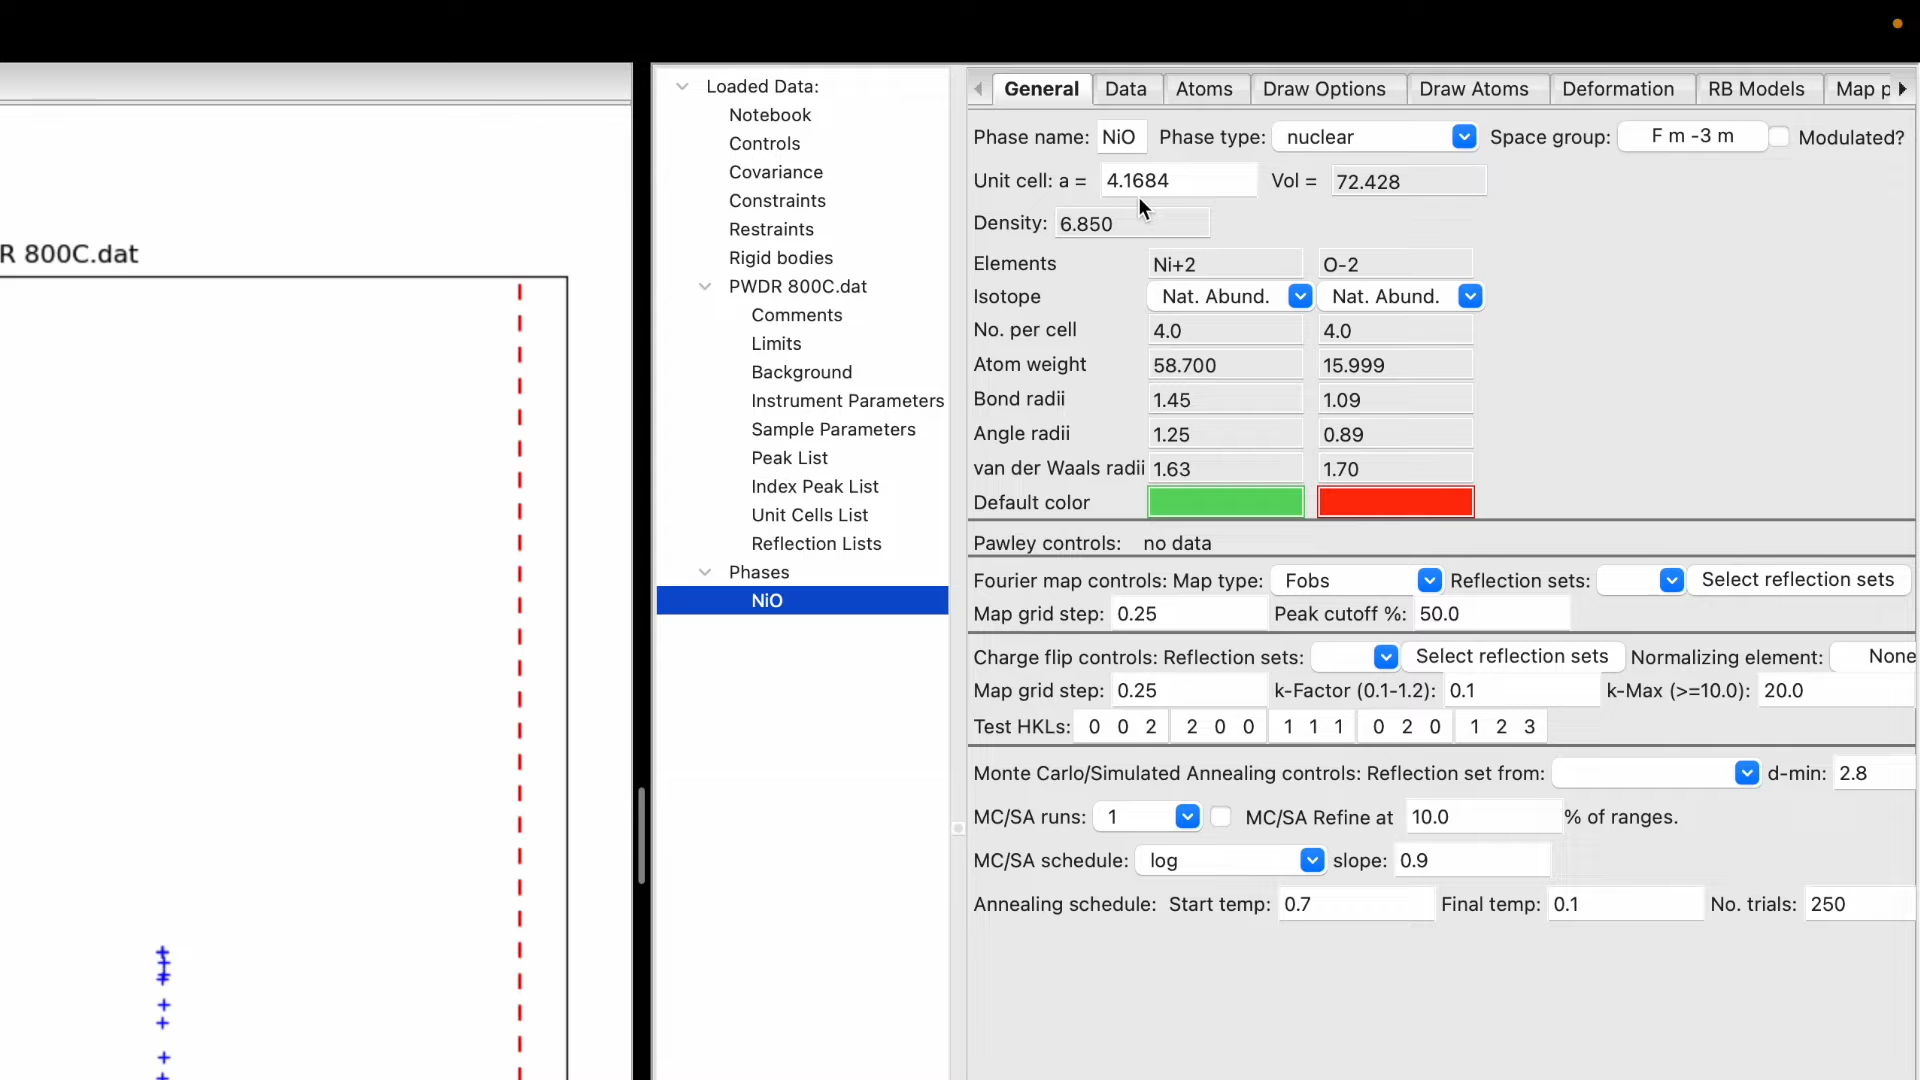 R 800C.dat
Loaded Data:
Notebook
Controls
Covariance
Constraints
Restraints
Rigid bodies
PWDR 800C.dat
Comments
Limits
Background
Instrument Parameters
Sample Parameters
Peak List
Index Peak List
Unit Cells List
Reflection Lists
Phases
NiO
General Data Atoms Draw Options Draw Atoms Deformation RB Models Map p
Phase name: NiO Phase type: nuclear Space group: F m -3 m Modulated?
Unit cell: a = 4.1684 Vol = 72.428
Density: 6.850
Elements Ni+2 O-2
Isotope Nat. Abund. Nat. Abund.
No. per cell 4.0 4.0
Atom weight 58.700 15.999
Bond radii 1.45 1.09
Angle radii 1.25 0.89
van der Waals radii 1.63 1.70
Default color
Pawley controls: no data
Fourier map controls: Map type: Fobs Reflection sets: Select reflection sets
Map grid step: 0.25 Peak cutoff %: 50.0
Charge flip controls: Reflection sets: Select reflection sets Normalizing element: None
Map grid step: 0.25 k-Factor (0.1-1.2): 0.1 k-Max (>=10.0): 20.0
Test HKLs: 0 0 2 2 0 0 1 1 1 0 2 0 1 2 3
Monte Carlo/Simulated Annealing controls: Reflection set from: d-min: 2.8
MC/SA runs: 1 MC/SA Refine at 10.0 % of ranges.
MC/SA schedule: log slope: 0.9
Annealing schedule: Start temp: 0.7 Final temp: 0.1 No. trials: 250